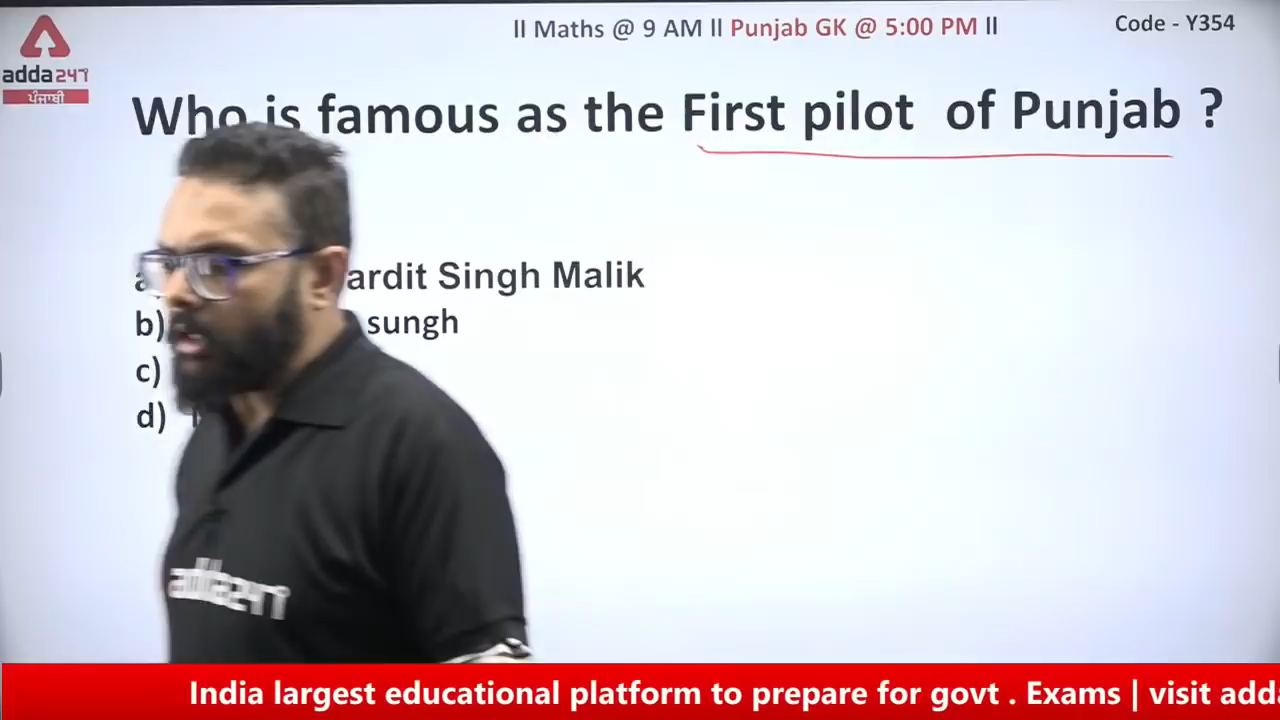 ll Maths @ 9 AM ll Punjab GK @ 5:00 PM ll
Code - Y354
adda247
ਪੰਜਾਬੀ
Who is famous as the First pilot of Punjab ?
ardit Singh Malik
b) sungh
c)
d)
adda247
India largest educational platform to prepare for govt . Exams | visit adda